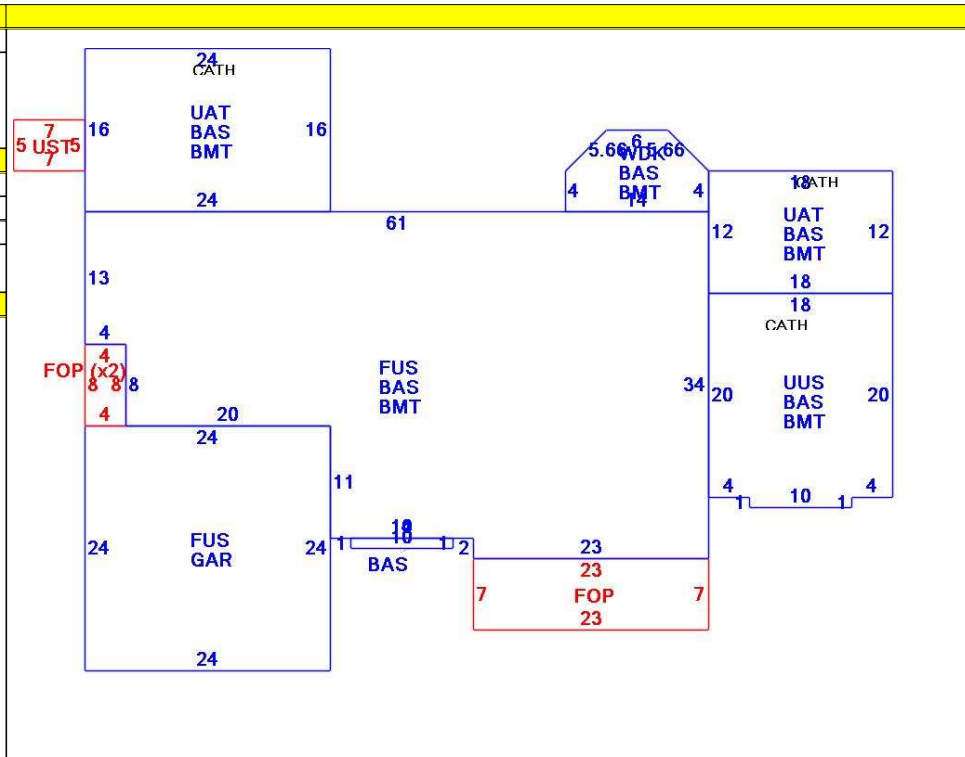 24
CATH
UAT
BAS
BMT
16
16
24
7
5 UST 5
7
6
5.66 5.66
WDK
BAS
BMT
4
4
14
18
CATH
UAT
BAS
BMT
12
12
18
61
13
4
4
FOP (x2)
8 8 8
4
20
FUS
BAS
BMT
34
18
CATH
UUS
BAS
BMT
20
20
4
10
4
1
1
24
11
FUS
GAR
24
24
24
1
10
1
2
BAS
23
23
7
FOP
7
23